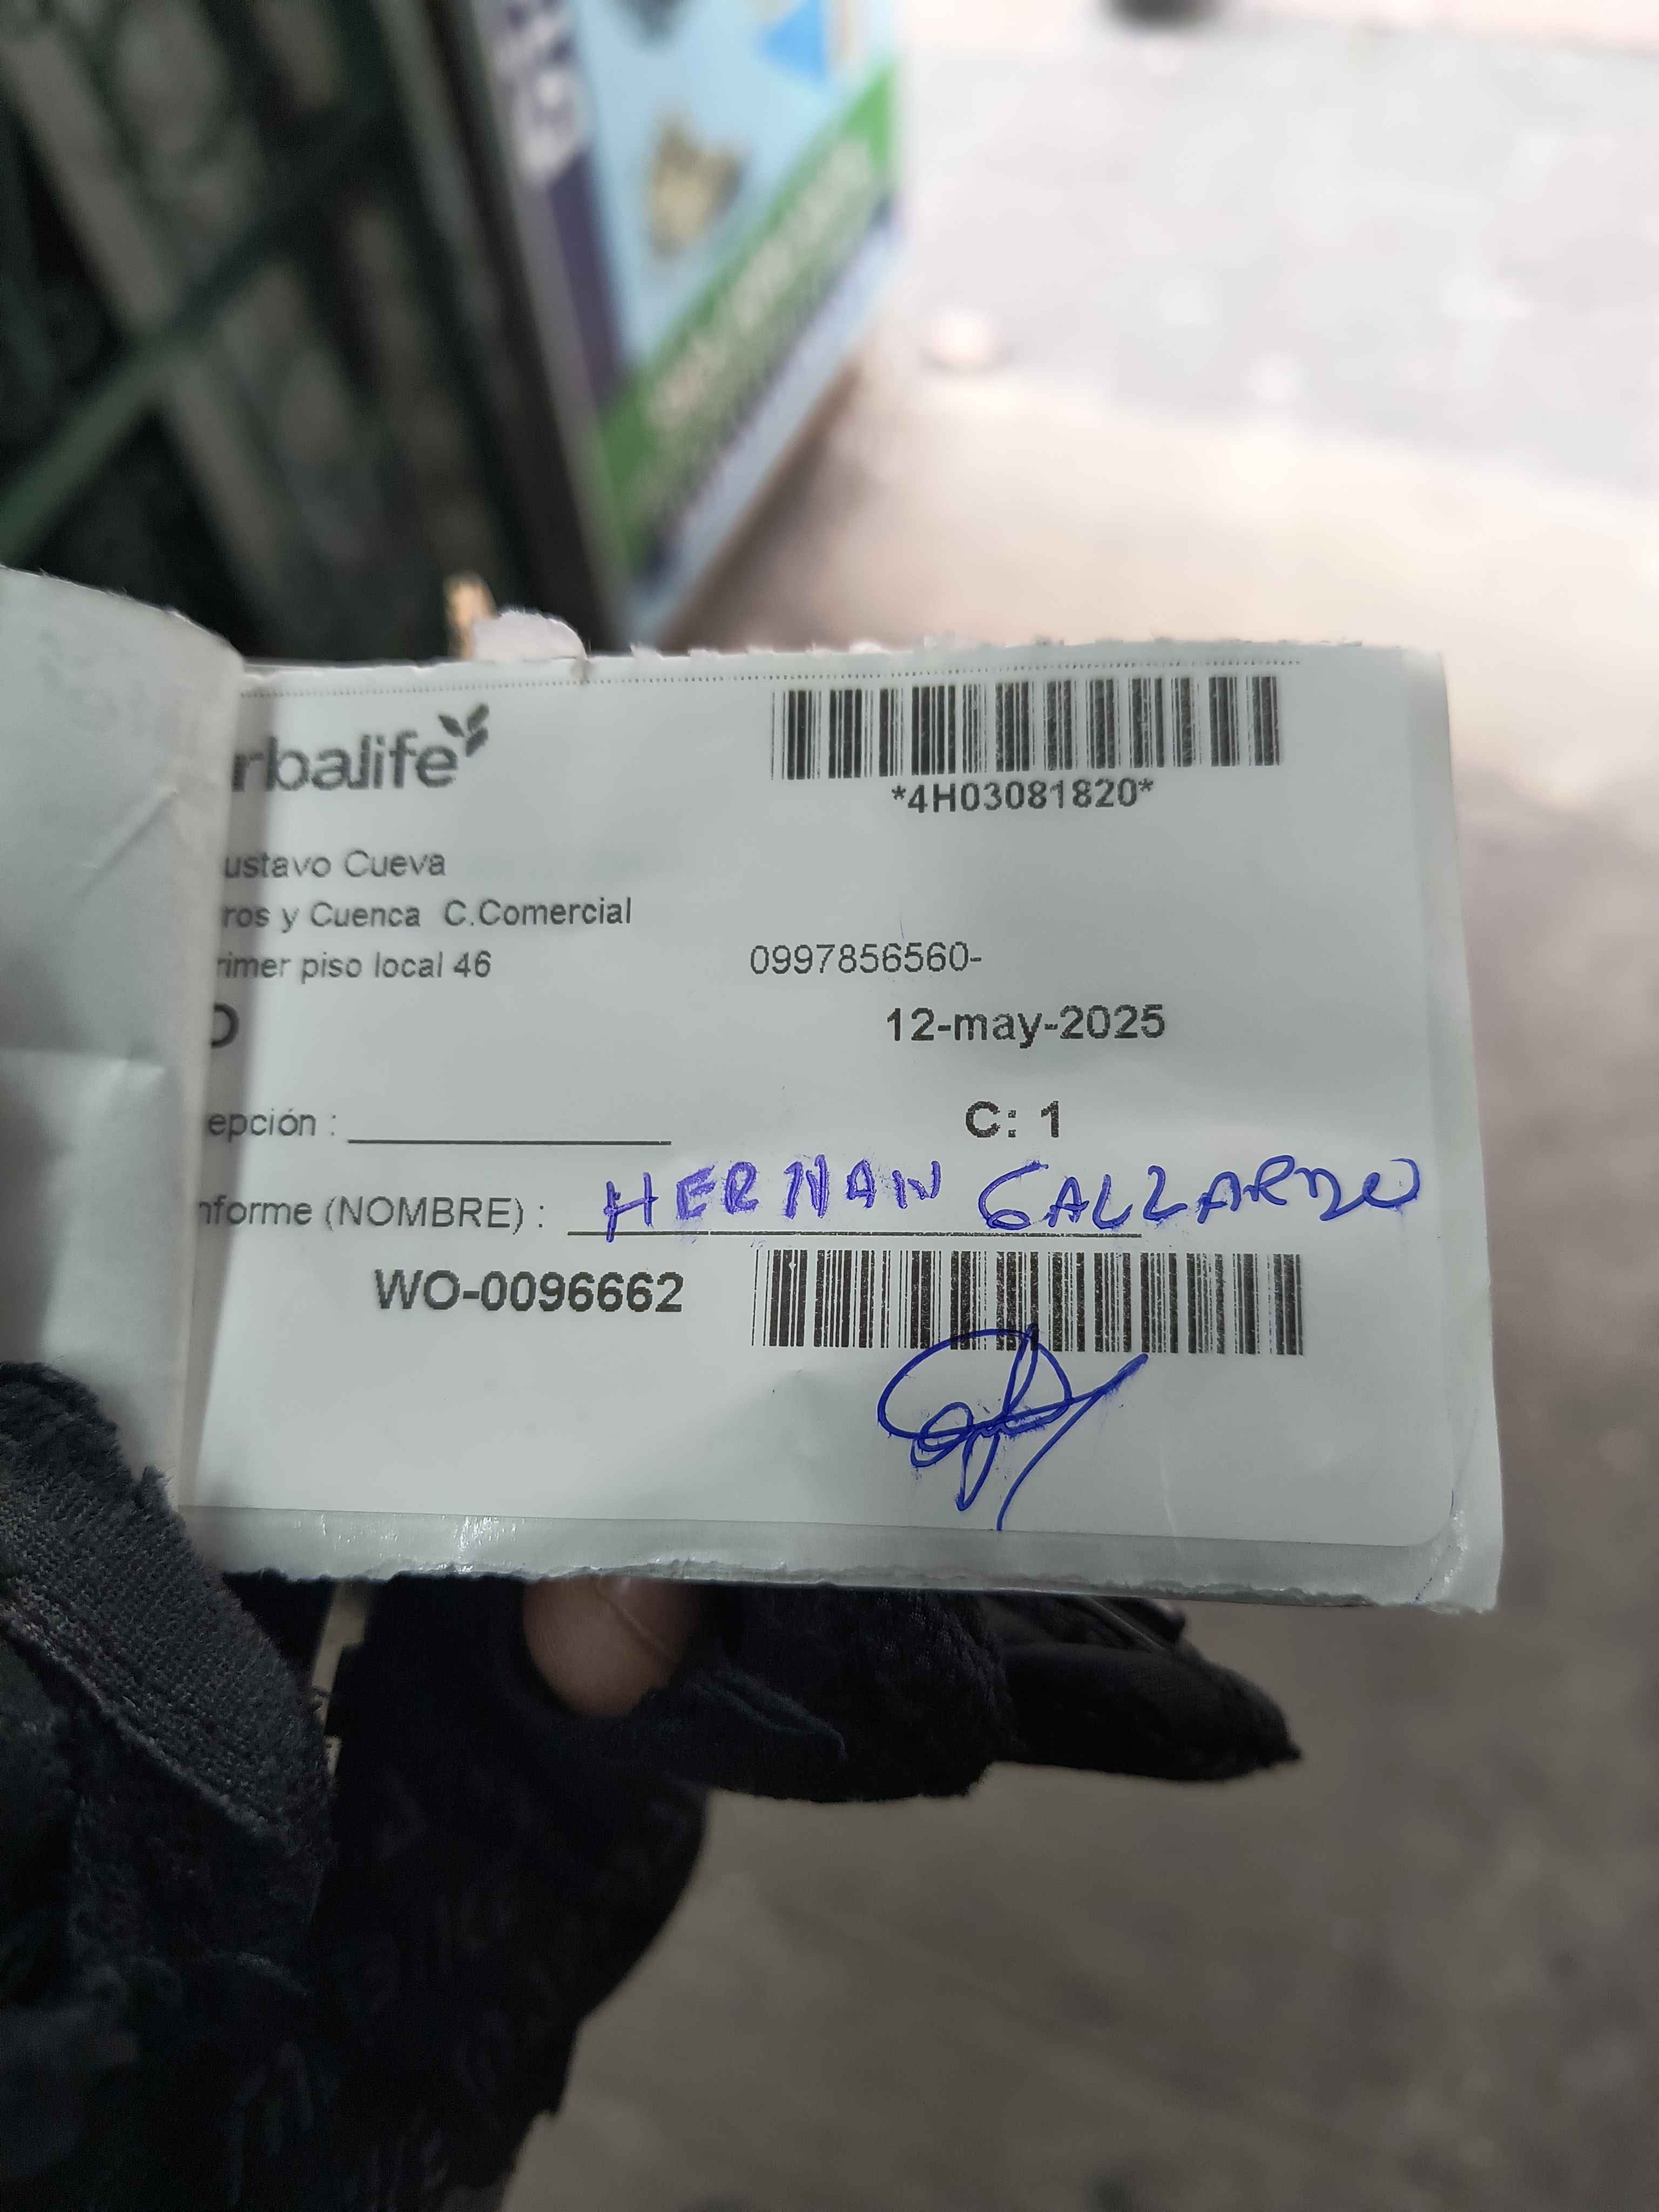 rbalife
*4H03081820*
ustavo Cueva
ros y Cuenca C.Comercial
rimer piso local 46 0997856560-
O 12-may-2025
epción : C: 1
nforme (NOMBRE) : HERNAN GALLARDO
WO-0096662